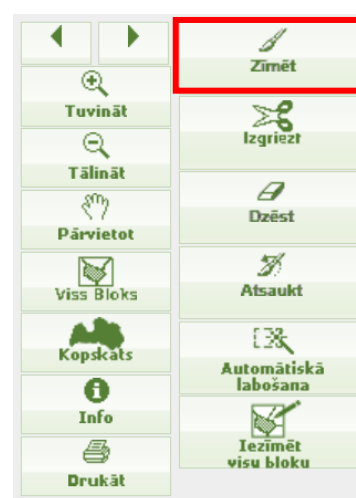 Tuvināt
Tālināt
Pārvietot
Viss Bloks
Kopskats
Info
Drukāt
Zīmēt
Izgriezt
Dzēst
Atsaukt
Automātiskā
labošana
Iezīmēt
visu bloku